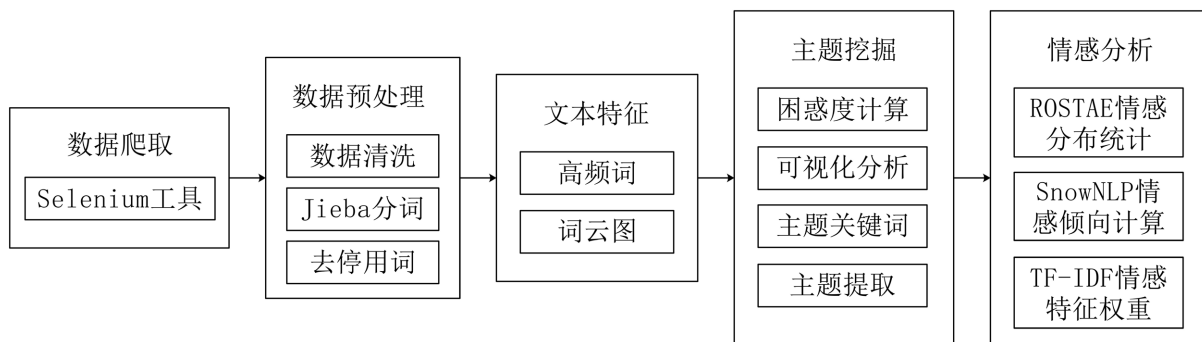 数据爬取
Selenium工具
数据预处理
数据清洗
Jieba分词
去停用词
文本特征
高频词
词云图
主题挖掘
困惑度计算
可视化分析
主题关键词
主题提取
情感分析
ROSTAE情感
分布统计
SnowNLP情
感倾向计算
TF-IDF情感
特征权重